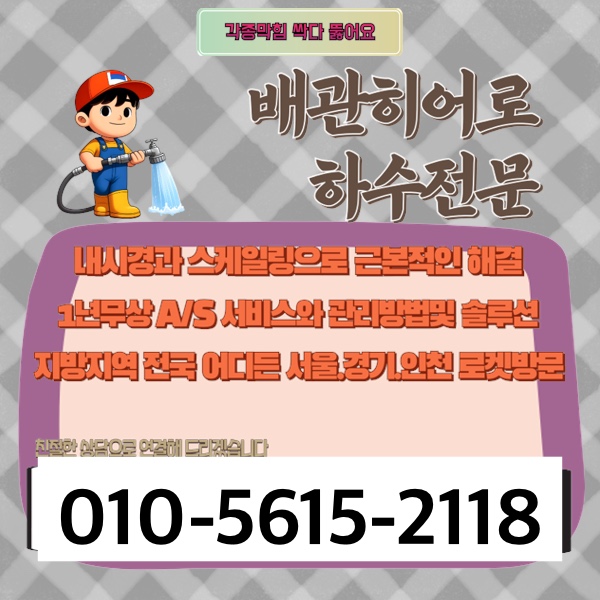 각종막힘 싹다 뚫어요
배관히어로
하수전문
내시경과 스케일링으로 근본적인 해결
1년무상 A/S 서비스와 관리방법및 솔루션
지방지역 전국 어디든 서울.경기.인천 로켓방문
친절한 상담으로 연결해 드리겠습니다
010-5615-2118